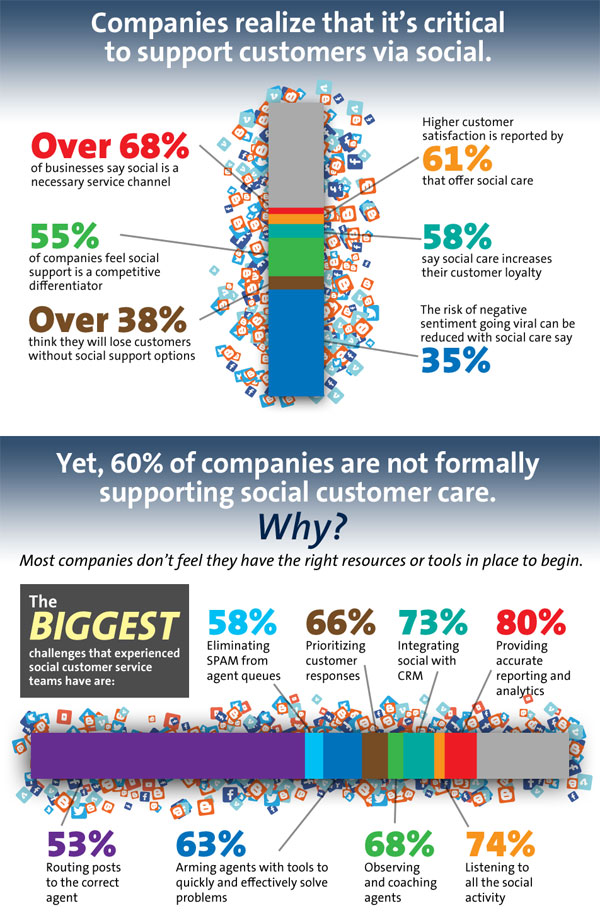 Companies realize that it's critical
to support customers via social.
Over 68%
of businesses say social is a
necessary service channel
Higher customer
satisfaction is reported by
61%
that offer social care
55%
of companies feel social
support is a competitive
differentiator
58%
say social care increases
their customer loyalty
Over 38%
think they will lose customers
without social support options
The risk of negative
sentiment going viral can be
reduced with social care say
35%
Yet, 60% of companies are not formally
supporting social customer care.
Why?
Most companies don't feel they have the right resources or tools in place to begin.
The
BIGGEST
challenges that experienced
social customer service
teams have are:
58%
Eliminating
SPAM from
agent queues
66%
Prioritizing
customer
responses
73%
Integrating
social with
CRM
80%
Providing
accurate
reporting and
analytics
53%
Routing posts
to the correct
agent
63%
Arming agents with tools to
quickly and effectively solve
problems
68%
Observing
and coaching
agents
74%
Listening to
all the social
activity